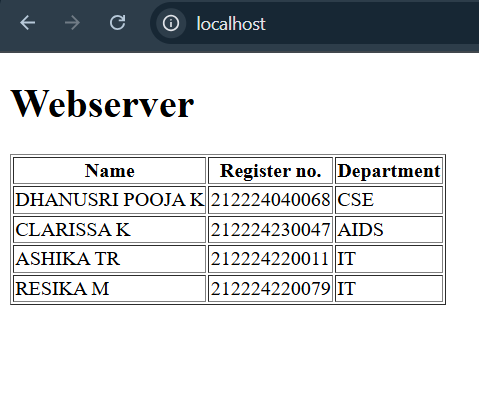 localhost
Webserver
Name Register no. Department
DHANUSRI POOJA K 212224040068 CSE
CLARISSA K 212224230047 AIDS
ASHIKA TR 212224220011 IT
RESIKA M 212224220079 IT